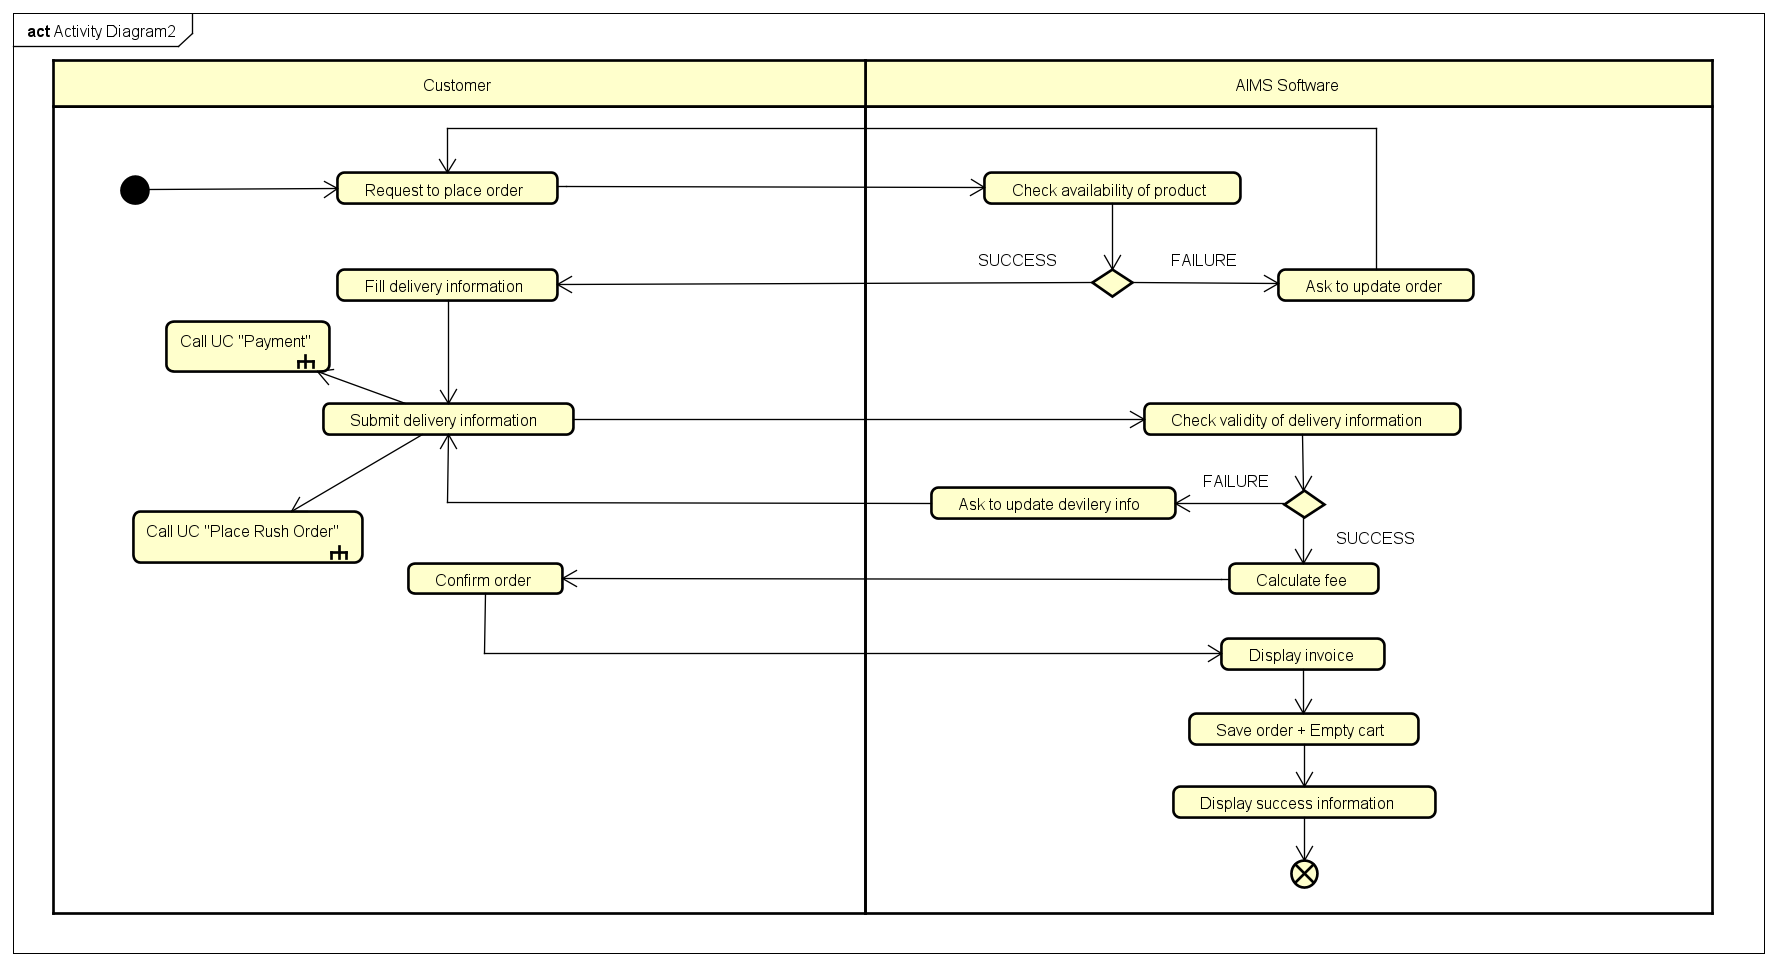 act Activity Diagram2
Customer
AIMS Software
Request to place order
Check availability of product
SUCCESS
FAILURE
Fill delivery information
Ask to update order
Call UC "Payment"
Submit delivery information
Check validity of delivery information
FAILURE
Ask to update devilery info
Call UC "Place Rush Order"
SUCCESS
Confirm order
Calculate fee
Display invoice
Save order + Empty cart
Display success information